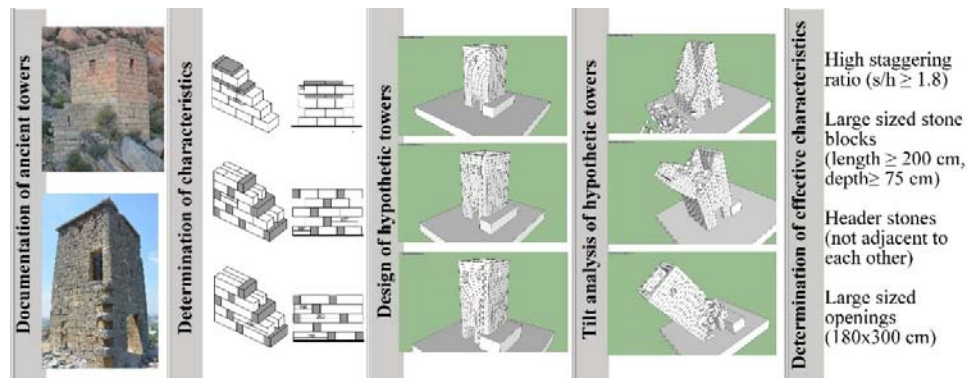 Documentation of ancient towers
Determination of characteristics
Design of hypothetic towers
Tilt analysis of hypothetic towers
Determination of effective characteristics
High staggering
ratio (s/h ≥ 1.8)
Large sized stone
blocks
(length ≥ 200 cm,
depth≥ 75 cm)
Header stones
(not adjacent to
each other)
Large sized
openings
(180x300 cm)